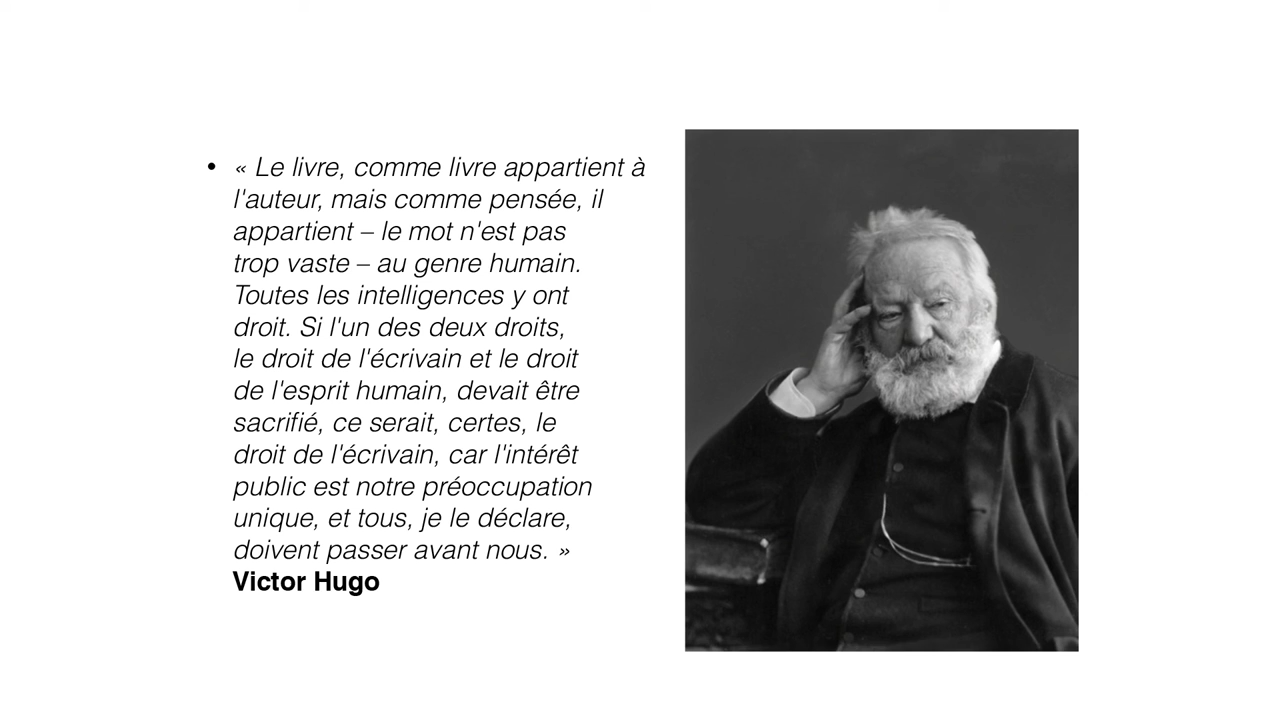 • « Le livre, comme livre appartient à
l'auteur, mais comme pensée, il
appartient – le mot n'est pas
trop vaste – au genre humain.
Toutes les intelligences y ont
droit. Si l'un des deux droits,
le droit de l'écrivain et le droit
de l'esprit humain, devait être
sacrifié, ce serait, certes, le
droit de l'écrivain, car l'intérêt
public est notre préoccupation
unique, et tous, je le déclare,
doivent passer avant nous. »
Victor Hugo